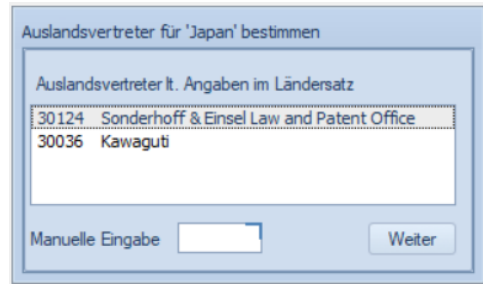 Auslandsvertreter für 'Japan' bestimmen
Auslandsvertreter lt. Angaben im Ländersatz
30124 Sonderhoff & Einsel Law and Patent Office
30036 Kawaguti
Manuelle Eingabe Weiter